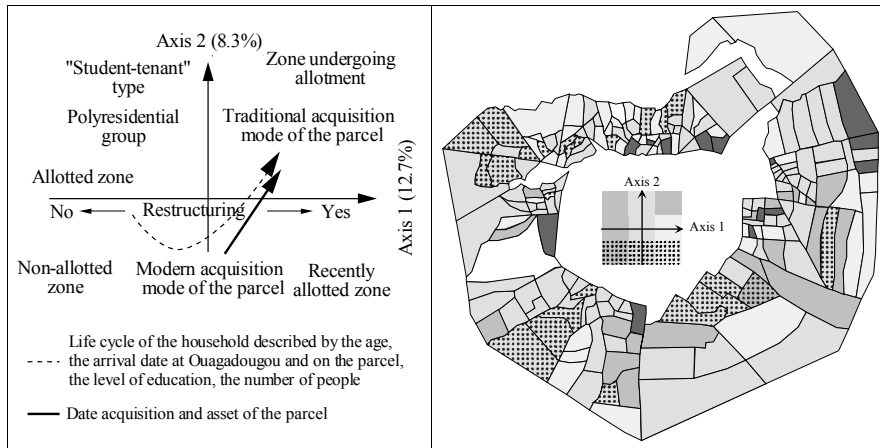 Axis 2 (8.3%)
"Student-tenant"
type
Zone undergoing
allotment
Polyresidential
group
Traditional acquisition
mode of the parcel
Allotted zone
Axis 1 (12.7%)
No
Restructuring
Yes
Non-allotted
zone
Modern acquisition
mode of the parcel
Recently
allotted zone
Life cycle of the household described by the age,
the arrival date at Ouagadougou and on the parcel,
the level of education, the number of people
Date acquisition and asset of the parcel
Axis 2
Axis 1